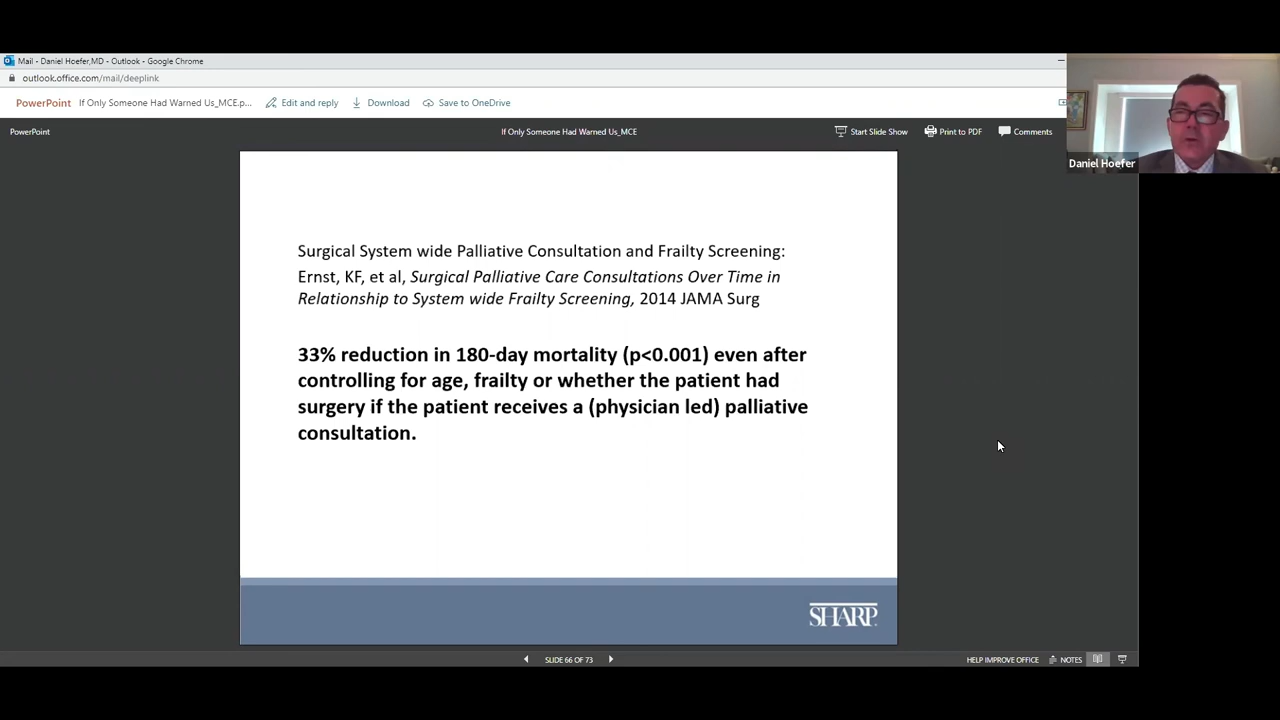 Mail - Daniel Hoefer,MD - Outlook - Google Chrome
outlook.office.com/mail/deeplink
PowerPoint If Only Someone Had Warned Us_MCE.p... Edit and reply Download Save to OneDrive
PowerPoint If Only Someone Had Warned Us_MCE Start Slide Show Print to PDF Comments
Daniel Hoefer
Surgical System wide Palliative Consultation and Frailty Screening:
Ernst, KF, et al, Surgical Palliative Care Consultations Over Time in
Relationship to System wide Frailty Screening, 2014 JAMA Surg
33% reduction in 180-day mortality (p<0.001) even after
controlling for age, frailty or whether the patient had
surgery if the patient receives a (physician led) palliative
consultation.
SHARP
SLIDE 66 OF 73 HELP IMPROVE OFFICE NOTES